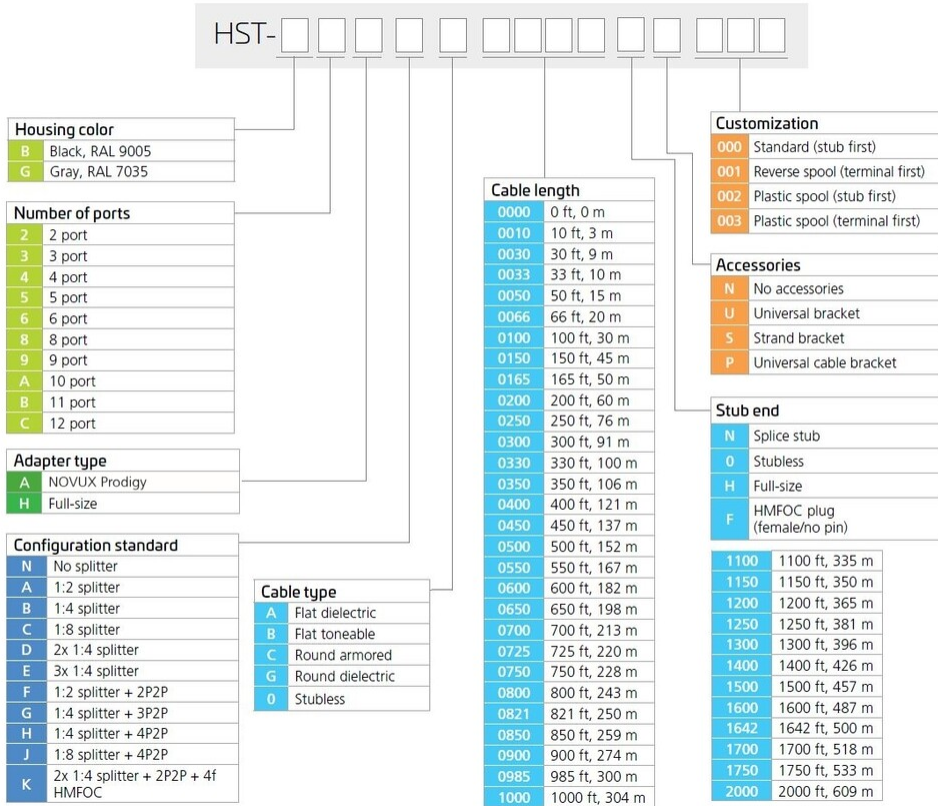 HST-
Housing color
B Black, RAL 9005
G Gray, RAL 7035
Number of ports
2 2 port
3 3 port
4 4 port
5 5 port
6 6 port
8 8 port
9 9 port
A 10 port
B 11 port
C 12 port
Adapter type
A NOVUX Prodigy
H Full-size
Configuration standard
N No splitter
A 1:2 splitter
B 1:4 splitter
C 1:8 splitter
D 2x 1:4 splitter
E 3x 1:4 splitter
F 1:2 splitter + 2P2P
G 1:4 splitter + 3P2P
H 1:4 splitter + 4P2P
J 1:8 splitter + 4P2P
K 2x 1:4 splitter + 2P2P + 4f
HMFOC
Cable type
A Flat dielectric
B Flat toneable
C Round armored
G Round dielectric
0 Stubless
Cable length
0000 0 ft, 0 m
0010 10 ft, 3 m
0030 30 ft, 9 m
0033 33 ft, 10 m
0050 50 ft, 15 m
0066 66 ft, 20 m
0100 100 ft, 30 m
0150 150 ft, 45 m
0165 165 ft, 50 m
0200 200 ft, 60 m
0250 250 ft, 76 m
0300 300 ft, 91 m
0330 330 ft, 100 m
0350 350 ft, 106 m
0400 400 ft, 121 m
0450 450 ft, 137 m
0500 500 ft, 152 m
0550 550 ft, 167 m
0600 600 ft, 182 m
0650 650 ft, 198 m
0700 700 ft, 213 m
0725 725 ft, 220 m
0750 750 ft, 228 m
0800 800 ft, 243 m
0821 821 ft, 250 m
0850 850 ft, 259 m
0900 900 ft, 274 m
0985 985 ft, 300 m
1000 1000 ft, 304 m
Customization
000 Standard (stub first)
001 Reverse spool (terminal first)
002 Plastic spool (stub first)
003 Plastic spool (terminal first)
Accessories
N No accessories
U Universal bracket
S Strand bracket
P Universal cable bracket
Stub end
N Splice stub
0 Stubless
H Full-size
F HMFOC plug
(female/no pin)
1100 1100 ft, 335 m
1150 1150 ft, 350 m
1200 1200 ft, 365 m
1250 1250 ft, 381 m
1300 1300 ft, 396 m
1400 1400 ft, 426 m
1500 1500 ft, 457 m
1600 1600 ft, 487 m
1642 1642 ft, 500 m
1700 1700 ft, 518 m
1750 1750 ft, 533 m
2000 2000 ft, 609 m